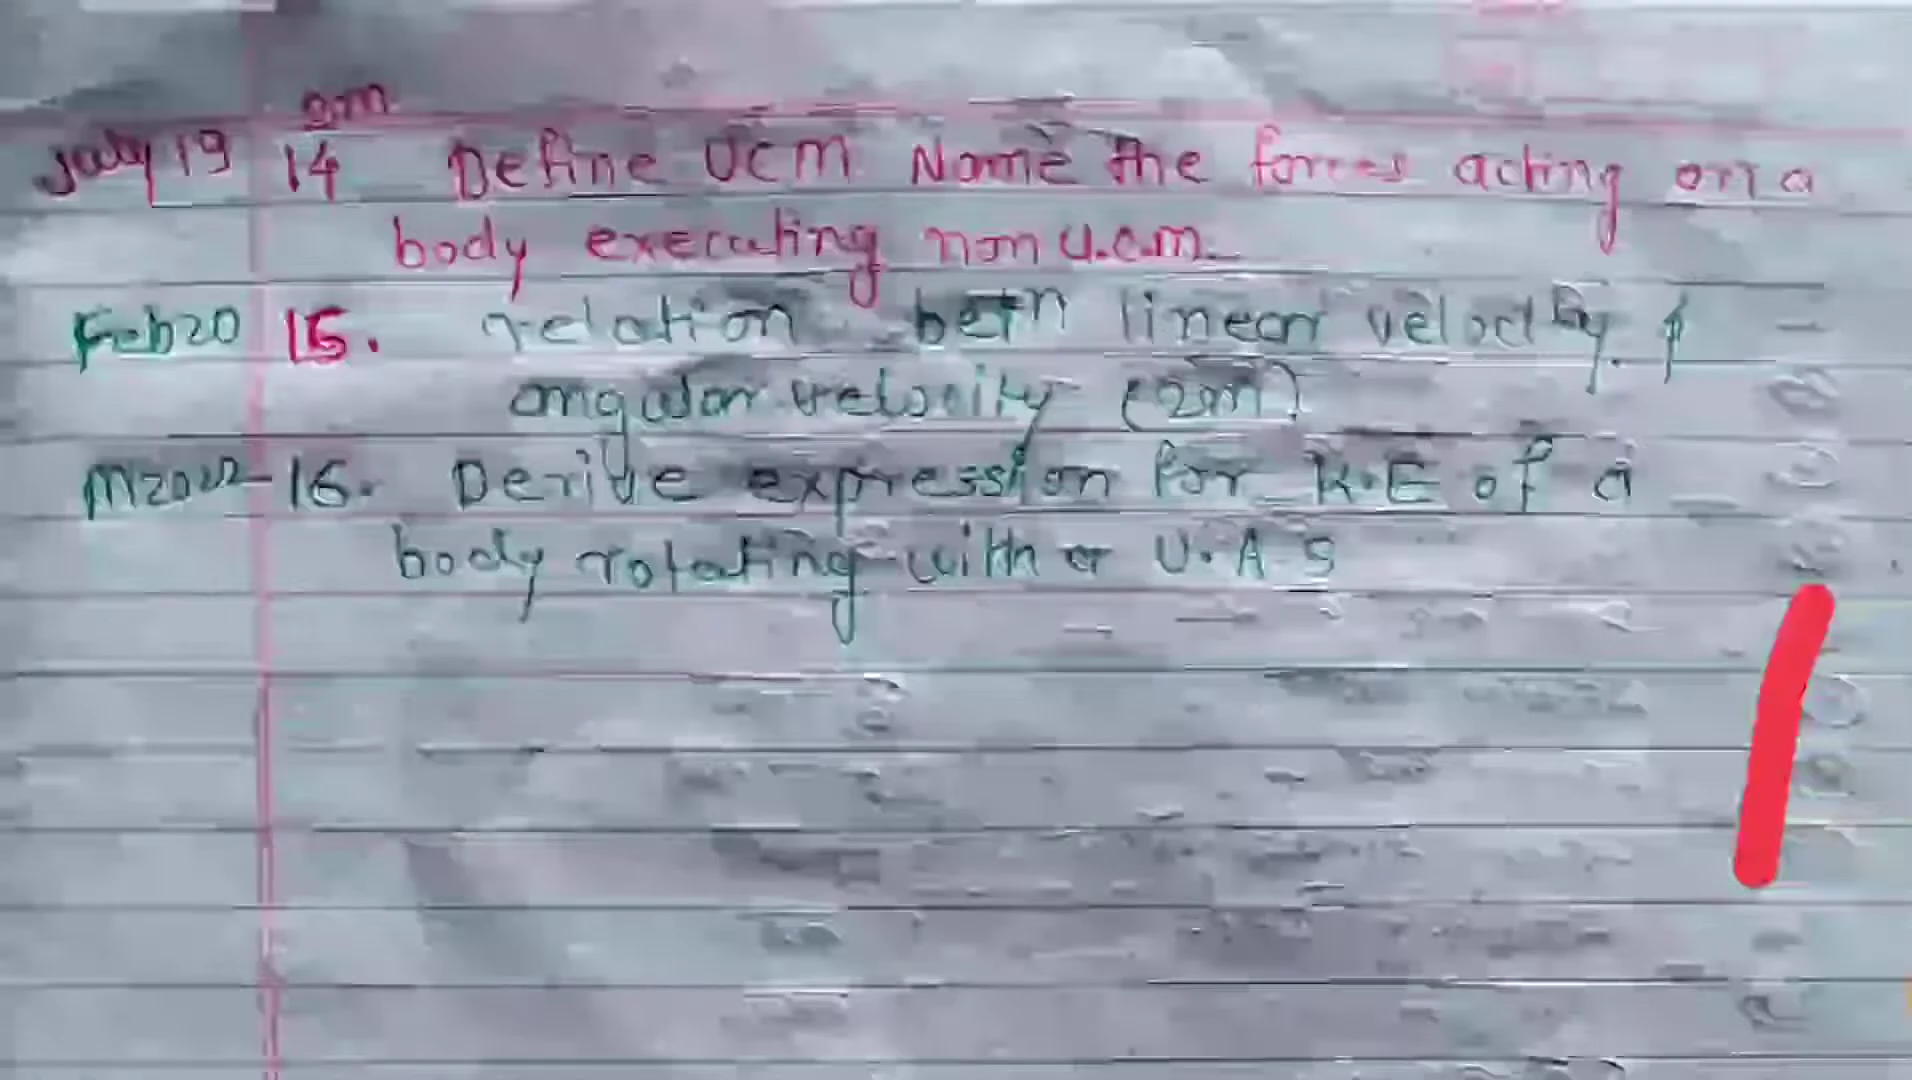 2m
July 19 14 Define UCM Name the forces acting on a
body executing non U.C.M.
Feb20 15. relation betn linear velocity &
angular velocity (2m)
M2022 - 16. Derive expression for K.E of a
body rotating with a U.A.S